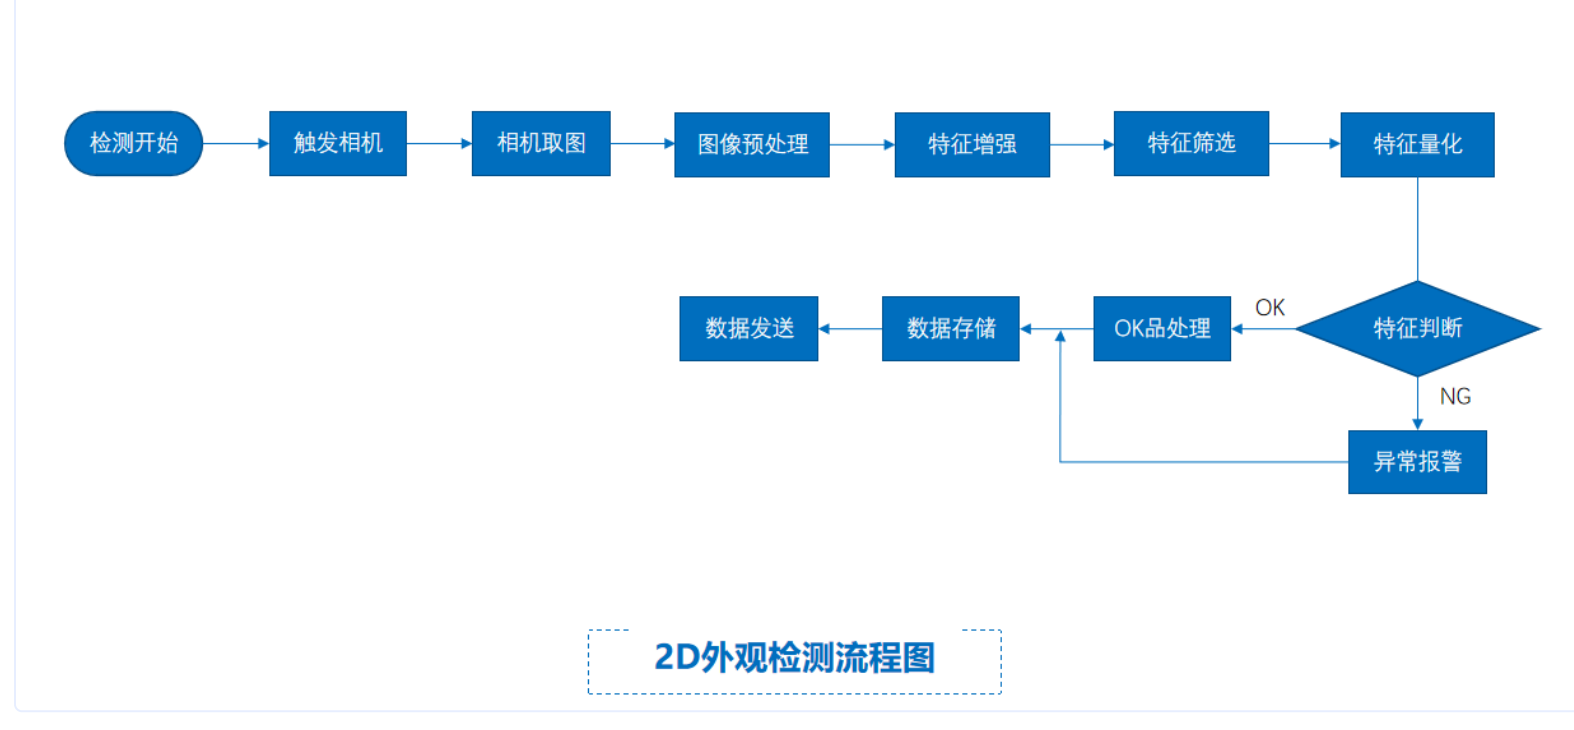 检测开始
触发相机
相机取图
图像预处理
特征增强
特征筛选
特征量化
数据发送
数据存储
OK品处理
OK
特征判断
NG
异常报警
2D外观检测流程图